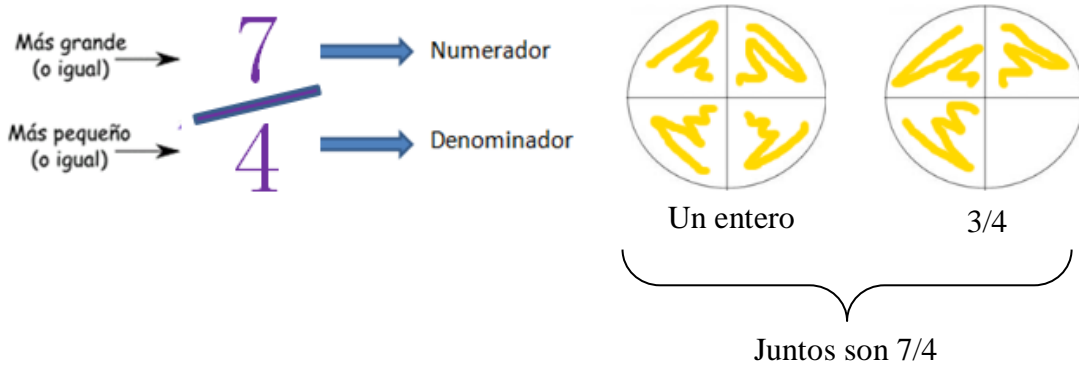 Más grande
(o igual)
7
Numerador
Más pequeño
(o igual)
4
Denominador
Un entero
3/4
Juntos son 7/4